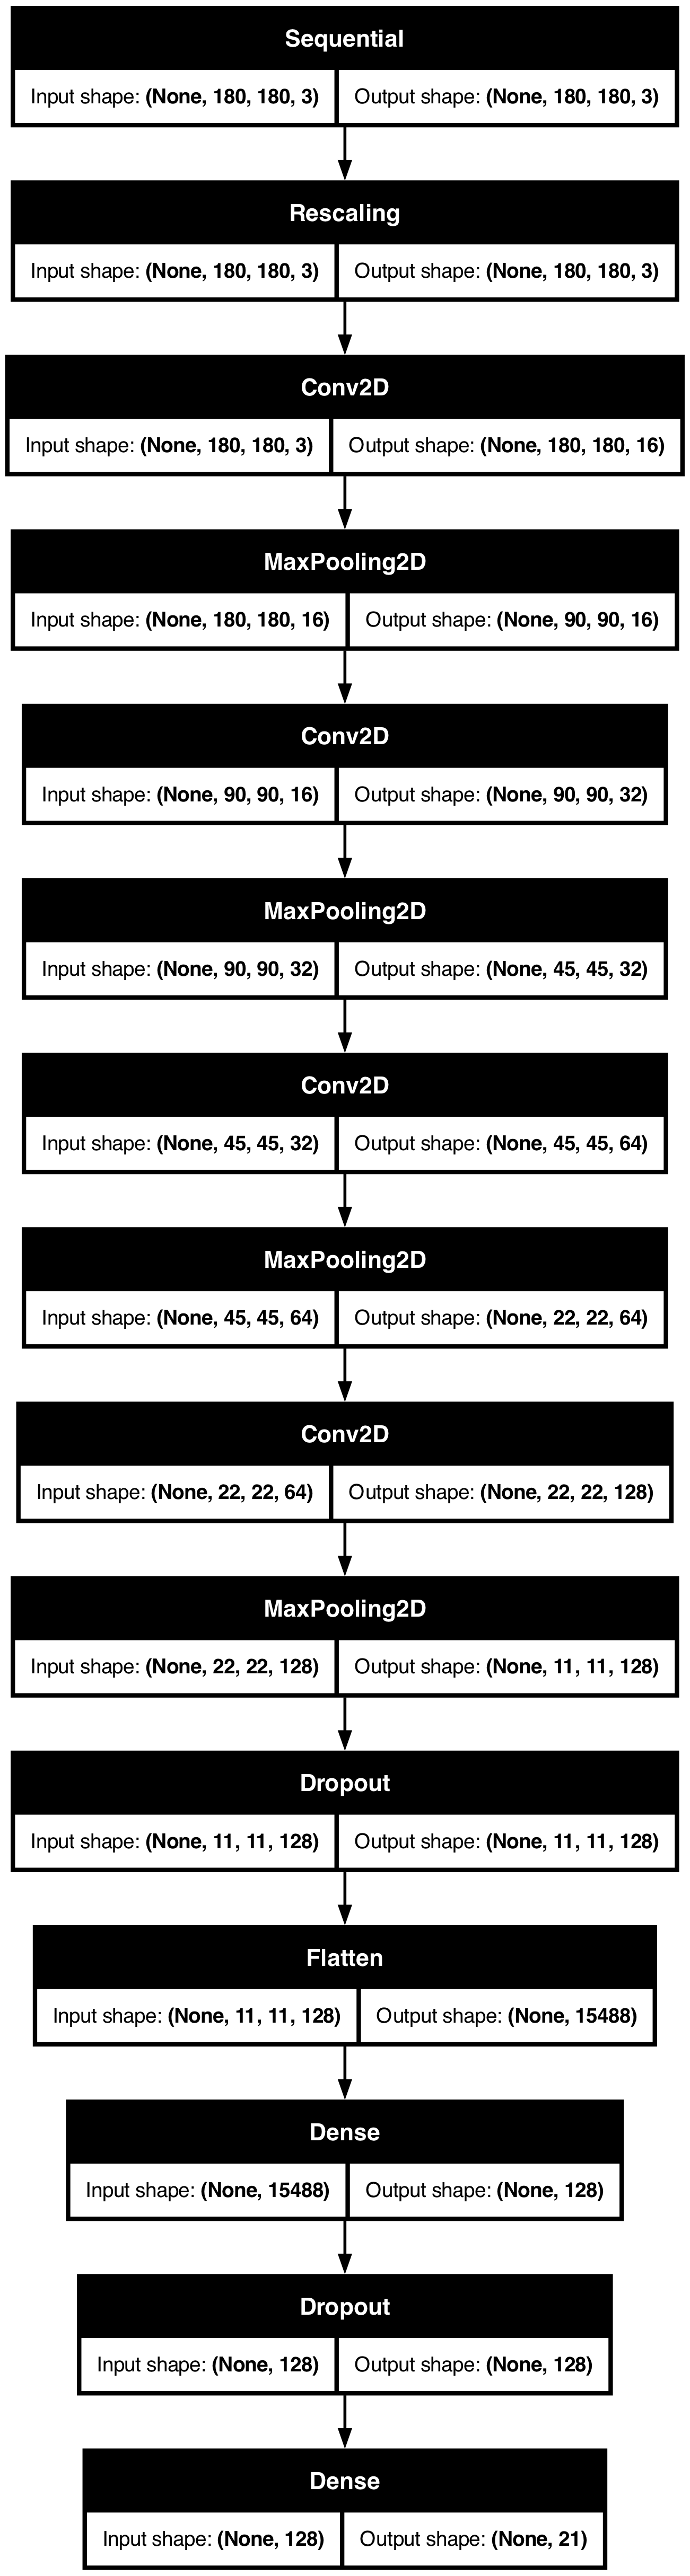 Sequential
Input shape: (None, 180, 180, 3) Output shape: (None, 180, 180, 3)
Rescaling
Input shape: (None, 180, 180, 3) Output shape: (None, 180, 180, 3)
Conv2D
Input shape: (None, 180, 180, 3) Output shape: (None, 180, 180, 16)
MaxPooling2D
Input shape: (None, 180, 180, 16) Output shape: (None, 90, 90, 16)
Conv2D
Input shape: (None, 90, 90, 16) Output shape: (None, 90, 90, 32)
MaxPooling2D
Input shape: (None, 90, 90, 32) Output shape: (None, 45, 45, 32)
Conv2D
Input shape: (None, 45, 45, 32) Output shape: (None, 45, 45, 64)
MaxPooling2D
Input shape: (None, 45, 45, 64) Output shape: (None, 22, 22, 64)
Conv2D
Input shape: (None, 22, 22, 64) Output shape: (None, 22, 22, 128)
MaxPooling2D
Input shape: (None, 22, 22, 128) Output shape: (None, 11, 11, 128)
Dropout
Input shape: (None, 11, 11, 128) Output shape: (None, 11, 11, 128)
Flatten
Input shape: (None, 11, 11, 128) Output shape: (None, 15488)
Dense
Input shape: (None, 15488) Output shape: (None, 128)
Dropout
Input shape: (None, 128) Output shape: (None, 128)
Dense
Input shape: (None, 128) Output shape: (None, 21)